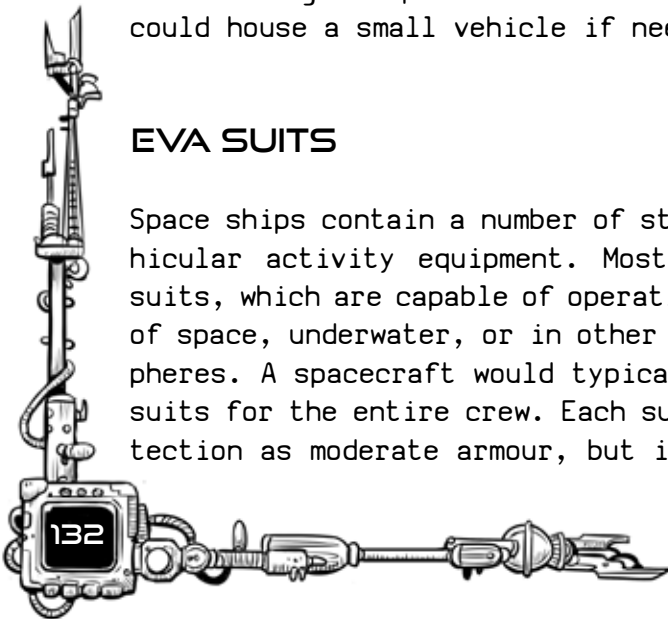 could house a small vehicle if nee
EVA SUITS
Space ships contain a number of st
hicular activity equipment. Most
suits, which are capable of operat
of space, underwater, or in other
pheres. A spacecraft would typica
suits for the entire crew. Each su
tection as moderate armour, but i
132